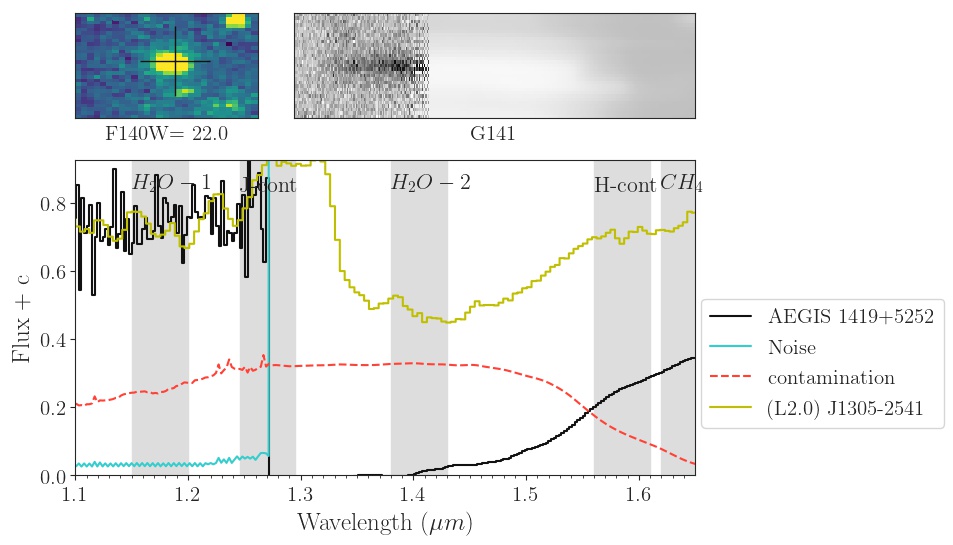 F140W= 22.0
G141
H₂O − 1
J-cont
H₂O − 2
H-cont
CH₄
0.8
0.6
0.4
0.2
0.0
Flux + c
1.1
1.2
1.3
1.4
1.5
1.6
Wavelength (μm)
AEGIS 1419+5252
Noise
contamination
(L2.0) J1305-2541